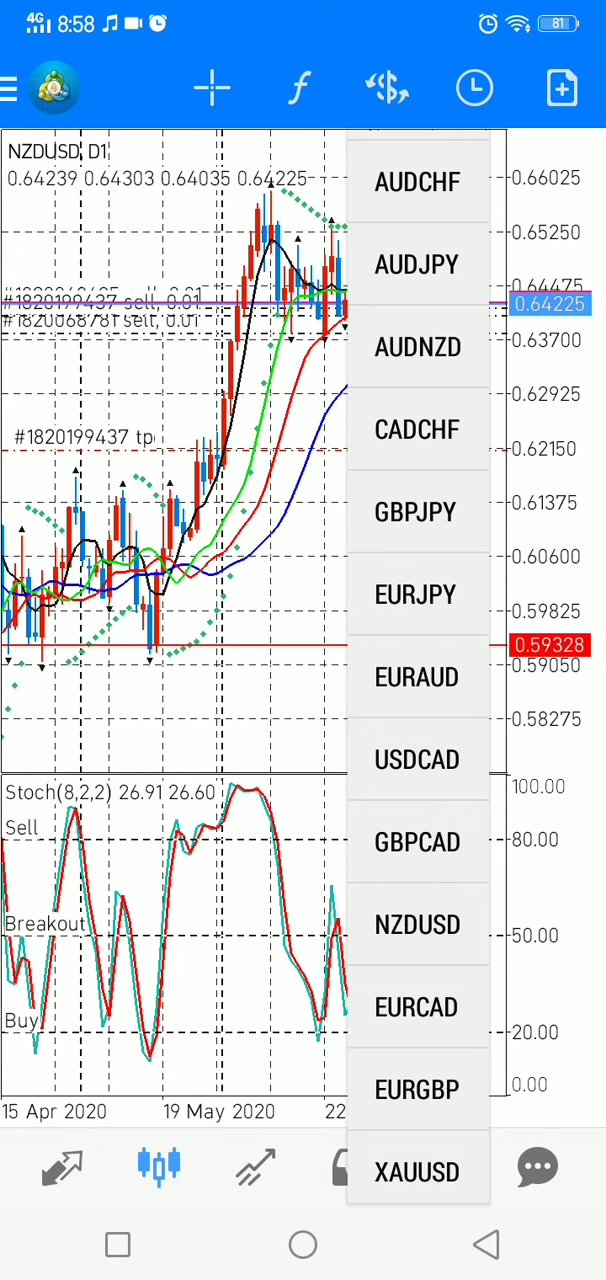 4G 8:58 81
NZDUSD, D1
0.64239 0.64303 0.64035 0.64225
#1820199437 sell, 0.01
#1820068781 sell, 0.01
#1820199437 tp
0.66025
0.65250
0.64475
0.64225
0.63700
0.62925
0.62150
0.61375
0.60600
0.59825
0.59328
0.59050
0.58275
AUDCHF
AUDJPY
AUDNZD
CADCHF
GBPJPY
EURJPY
EURAUD
USDCAD
GBPCAD
NZDUSD
EURCAD
EURGBP
XAUUSD
Stoch(8,2,2) 26.91 26.60
Sell
Breakout
Buy
100.00
80.00
50.00
20.00
0.00
15 Apr 2020 19 May 2020 22